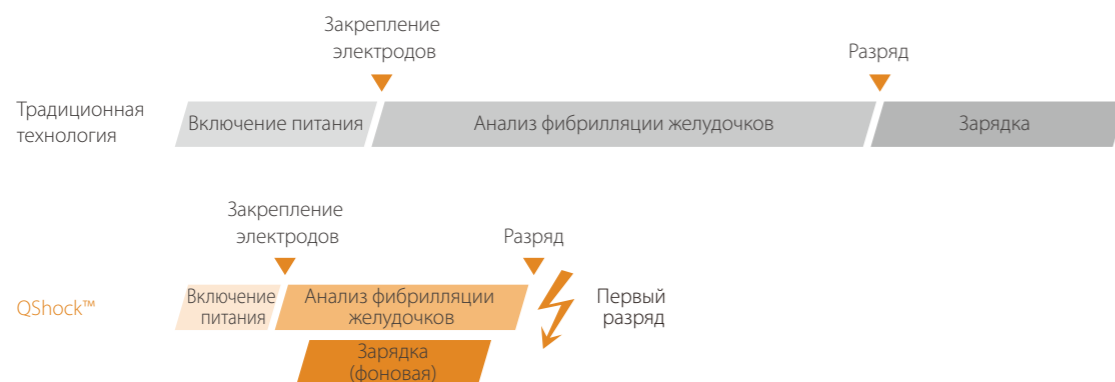 Закрепление
электродов
Разряд
Традиционная
технология
Включение питания
Анализ фибрилляции желудочков
Зарядка
Закрепление
электродов
Разряд
QShock™
Включение
питания
Анализ фибрилляции
желудочков
Первый
разряд
Зарядка
(фоновая)